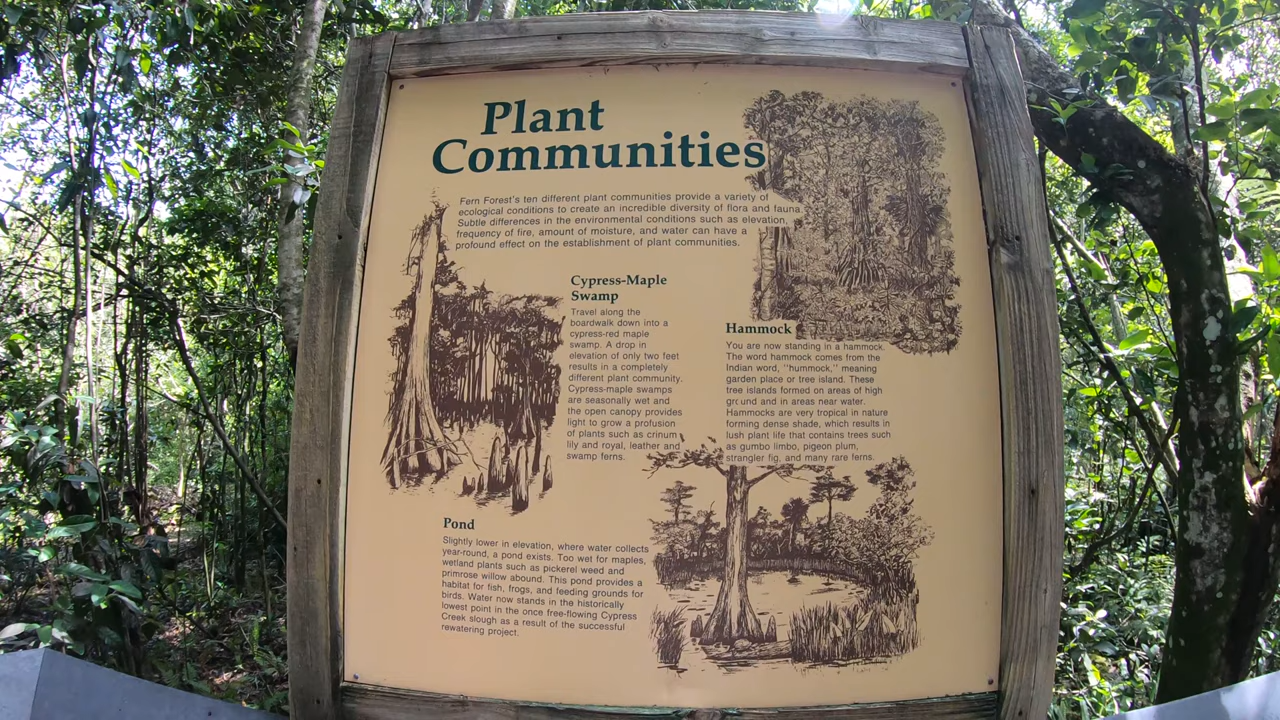 Plant
Communities
Fern Forest's ten different plant communities provide a variety of
ecological conditions to create an incredible diversity of flora and fauna.
Subtle differences in the environmental conditions such as elevation,
frequency of fire, amount of moisture, and water can have a
profound effect on the establishment of plant communities.
Cypress-Maple
Swamp
Travel along the
boardwalk down into a
cypress-red maple
swamp. A drop in
elevation of only two feet
results in a completely
different plant community.
Cypress-maple swamps
are seasonally wet and
the open canopy provides
light to grow a profusion
of plants such as crinum
lily and royal, leather and
swamp ferns.
Hammock
You are now standing in a hammock.
The word hammock comes from the
Indian word, "hummock," meaning
garden place or tree island. These
tree islands formed on areas of high
ground and in areas near water.
Hammocks are very tropical in nature
forming dense shade, which results in
lush plant life that contains trees such
as gumbo limbo, pigeon plum,
strangler fig, and many rare ferns.
Pond
Slightly lower in elevation, where water collects
year-round, a pond exists. Too wet for maples,
wetland plants such as pickerel weed and
primrose willow abound. This pond provides a
habitat for fish, frogs, and feeding grounds for
birds. Water now stands in the historically
lowest point in the once free-flowing Cypress
Creek slough as a result of the successful
rewatering project.